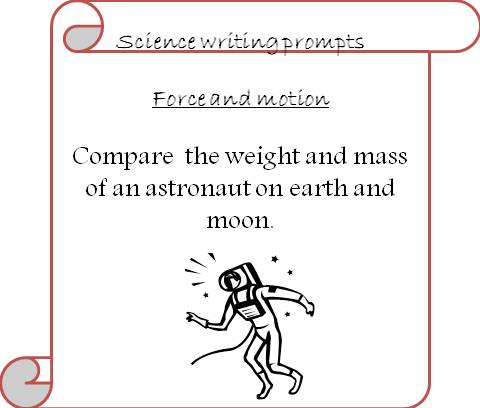 Science writing prompts
Force and motion
Compare the weight and mass
of an astronaut on earth and
moon.